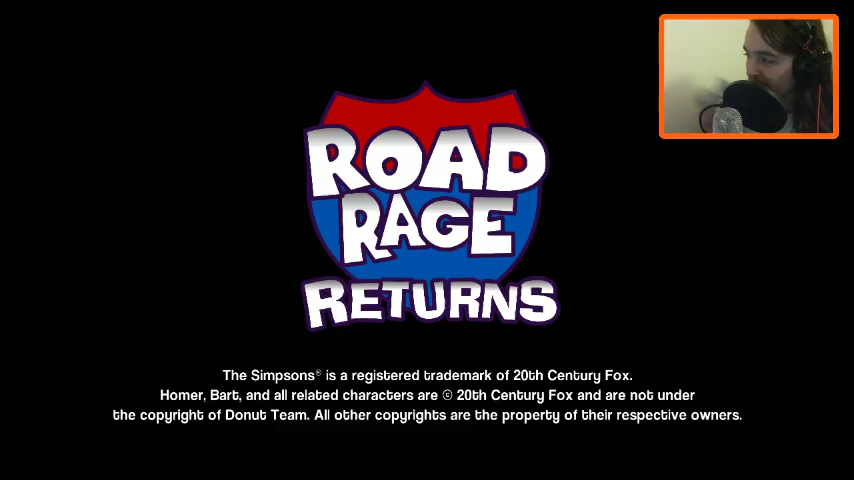 ROAD
RAGE
RETURNS
The Simpsons® is a registered trademark of 20th Century Fox.
Homer, Bart, and all related characters are © 20th Century Fox and are not under
the copyright of Donut Team. All other copyrights are the property of their respective owners.